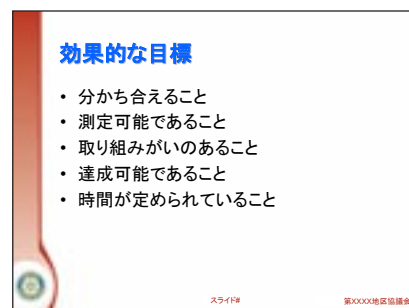 効果的な目標
• 分かち合えること
• 測定可能であること
• 取り組みがいのあること
• 達成可能であること
• 時間が定められていること
スライド# 第XXXX地区協議会